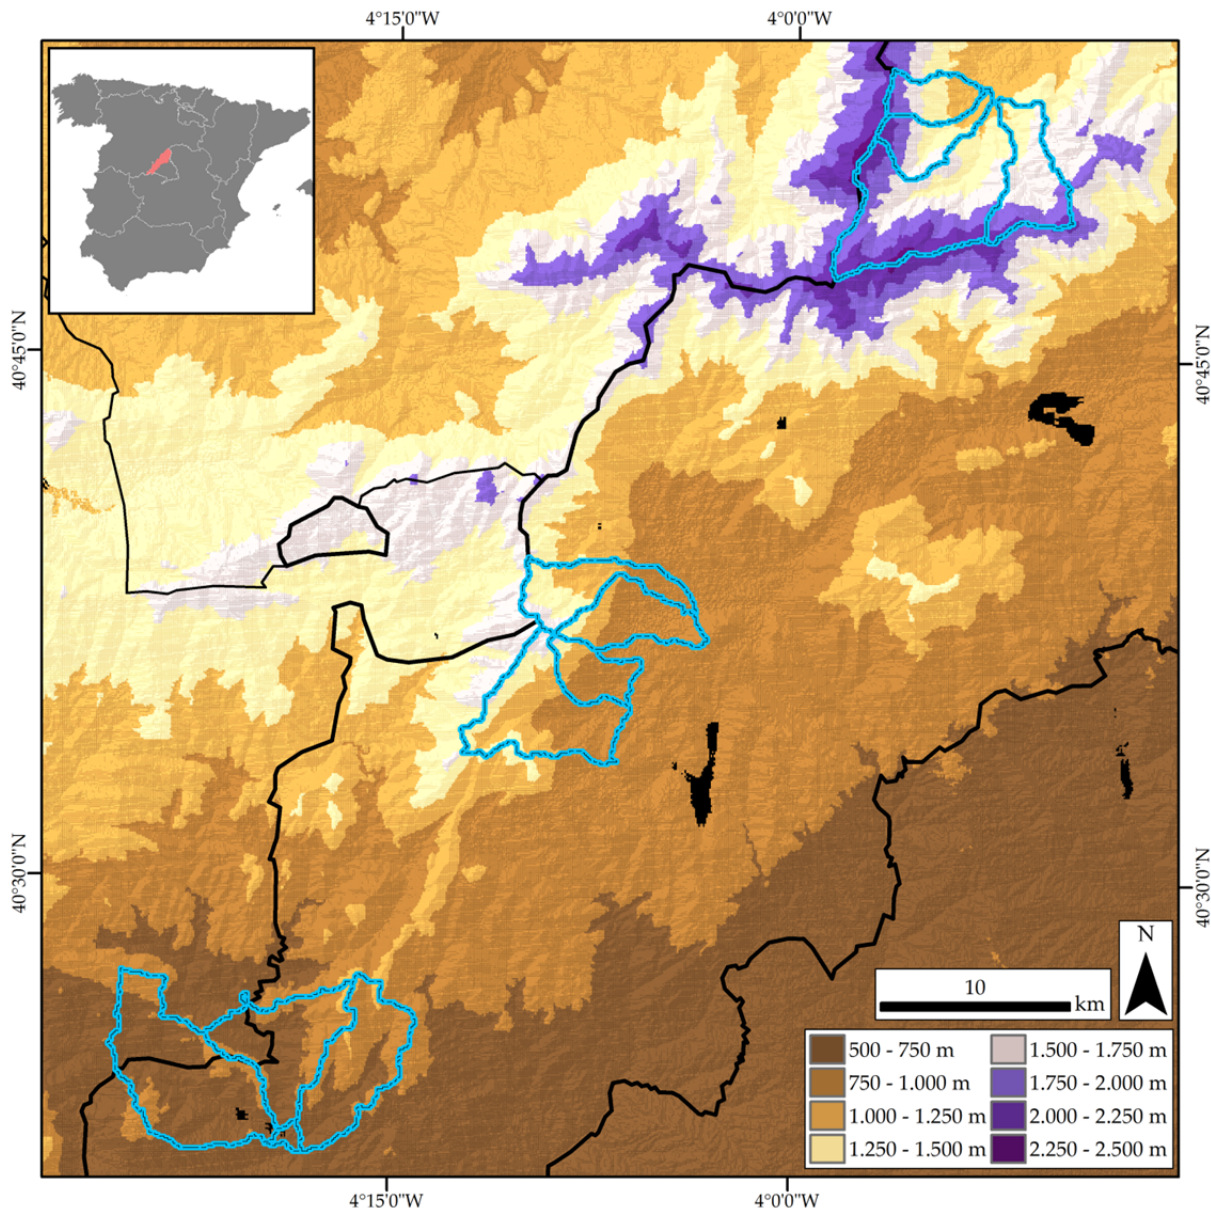 4°15'0"W 4°0'0"W
40°45'0"N
40°45'0"N
40°30'0"N
40°30'0"N
N
10
km
500 - 750 m
750 - 1.000 m
1.000 - 1.250 m
1.250 - 1.500 m
1.500 - 1.750 m
1.750 - 2.000 m
2.000 - 2.250 m
2.250 - 2.500 m
4°15'0"W 4°0'0"W